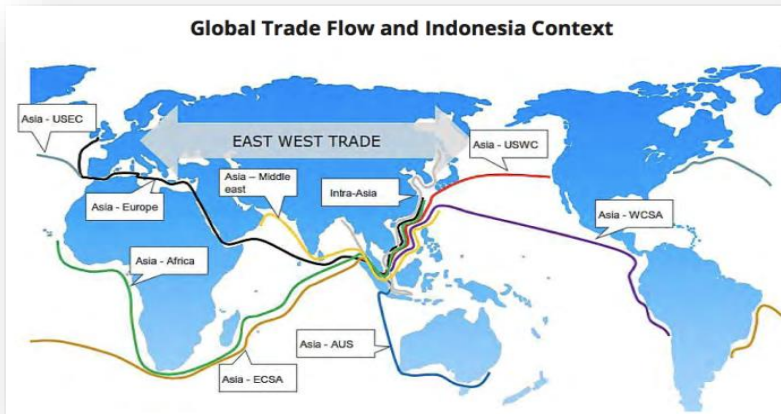 Global Trade Flow and Indonesia Context
Asia - USEC
EAST WEST TRADE
Asia - USWC
Asia – Middle
east
Intra-Asia
Asia - Europe
Asia - WCSA
Asia - Africa
Asia - AUS
Asia - ECSA